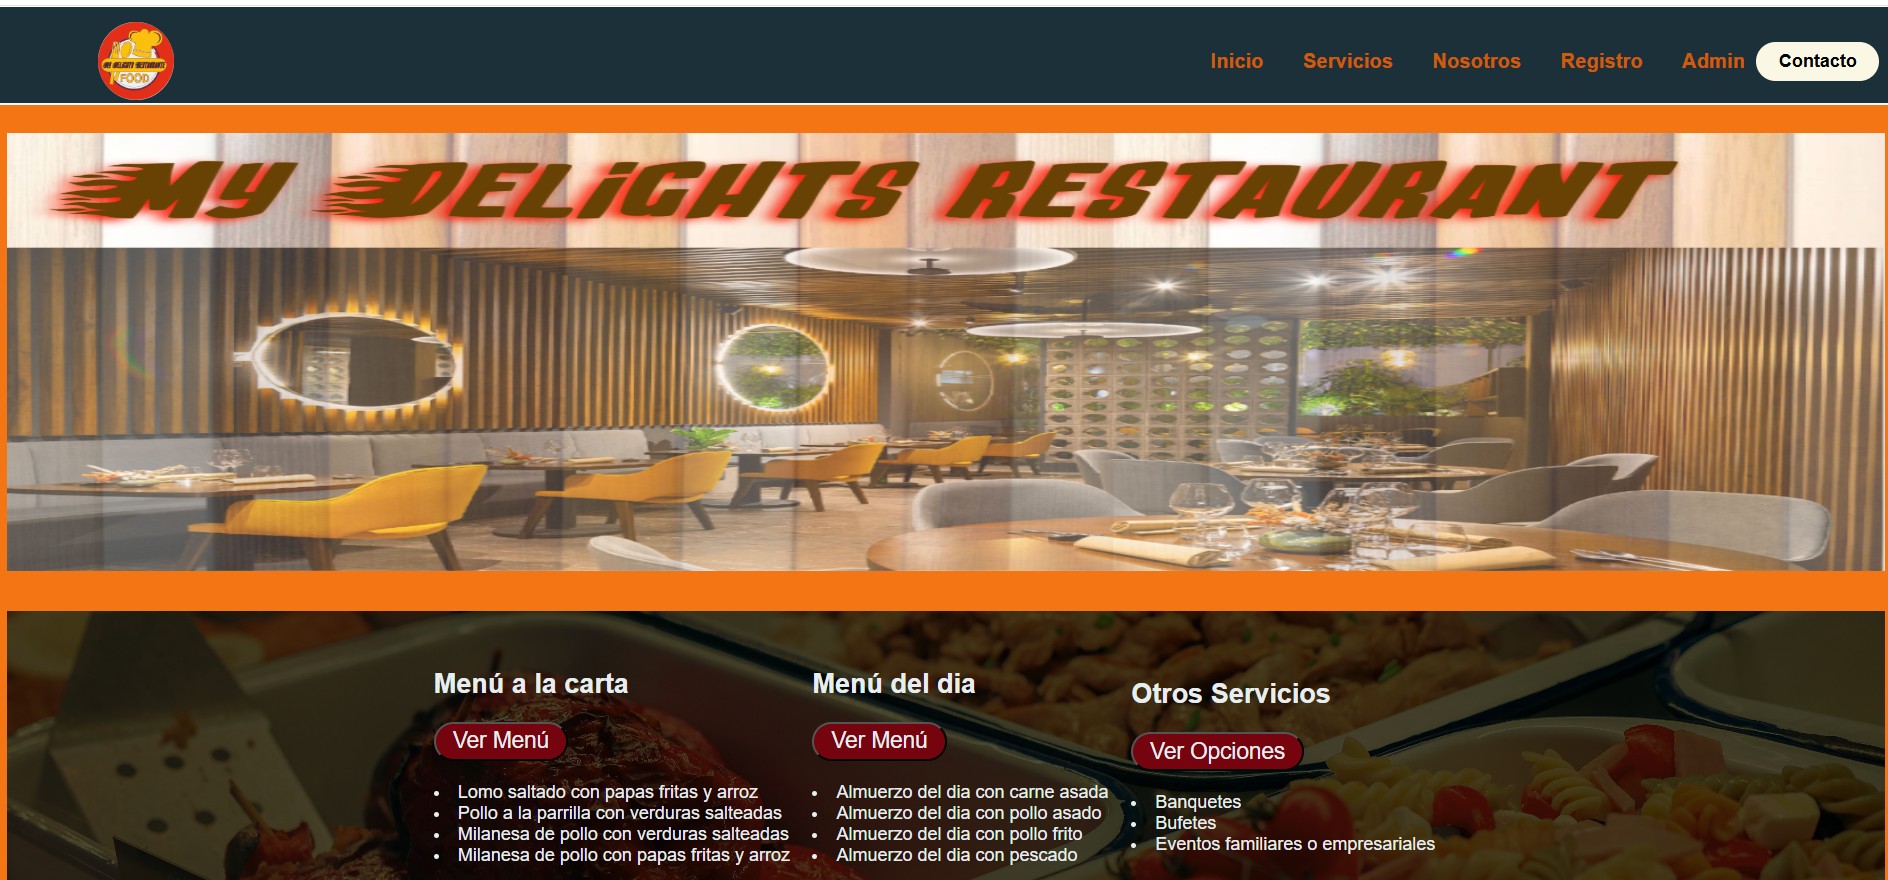 MY DELIGHTS RESTAURANTE
FOOD
Inicio Servicios Nosotros Registro Admin Contacto
My Delights Restaurant
Menú a la carta
Ver Menú
Lomo saltado con papas fritas y arroz
Pollo a la parrilla con verduras salteadas
Milanesa de pollo con verduras salteadas
Milanesa de pollo con papas fritas y arroz
Menú del dia
Ver Menú
Almuerzo del dia con carne asada
Almuerzo del dia con pollo asado
Almuerzo del dia con pollo frito
Almuerzo del dia con pescado
Otros Servicios
Ver Opciones
Banquetes
Bufetes
Eventos familiares o empresariales